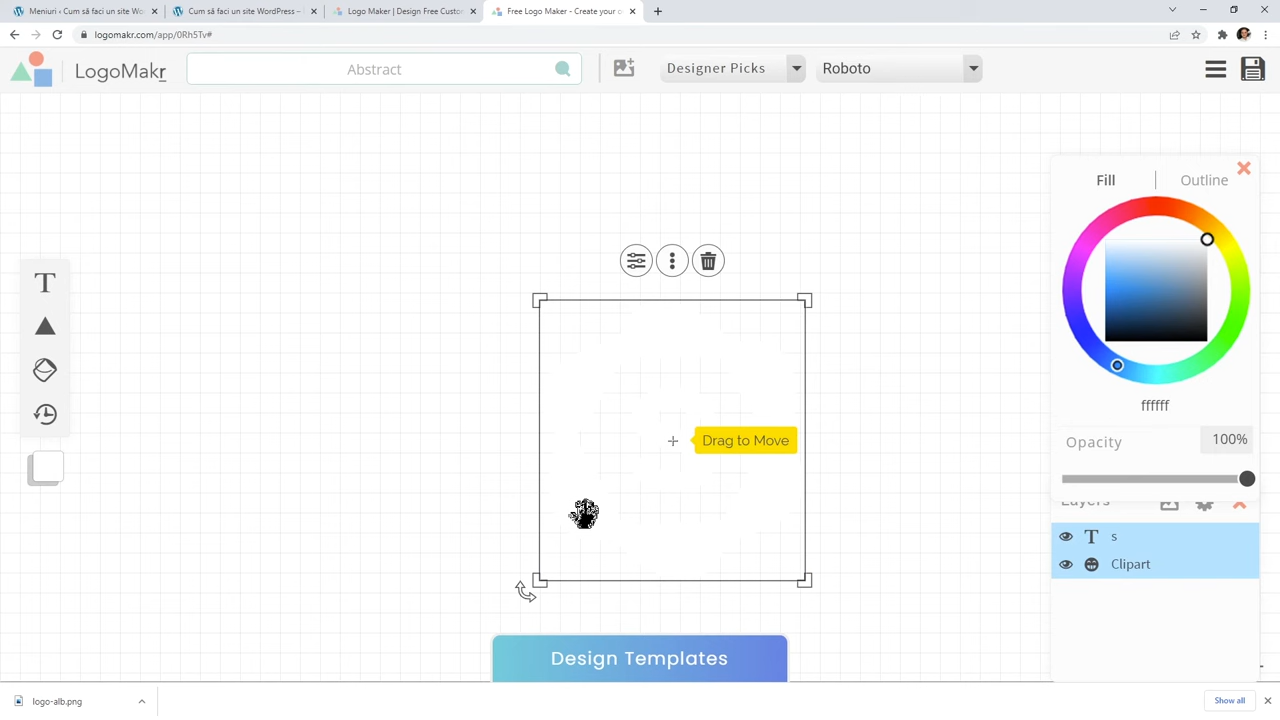 Meniuri ‹ Cum să faci un site Wor
Cum să faci un site WordPress –
Logo Maker | Design Free Custom
Free Logo Maker - Create your o
logomakr.com/app/0Rh5Tv#
LogoMakr
Abstract
Designer Picks
Roboto
Fill
Outline
ffffff
Opacity
100%
Layers
T s
Clipart
T
Drag to Move
Design Templates
logo-alb.png
Show all